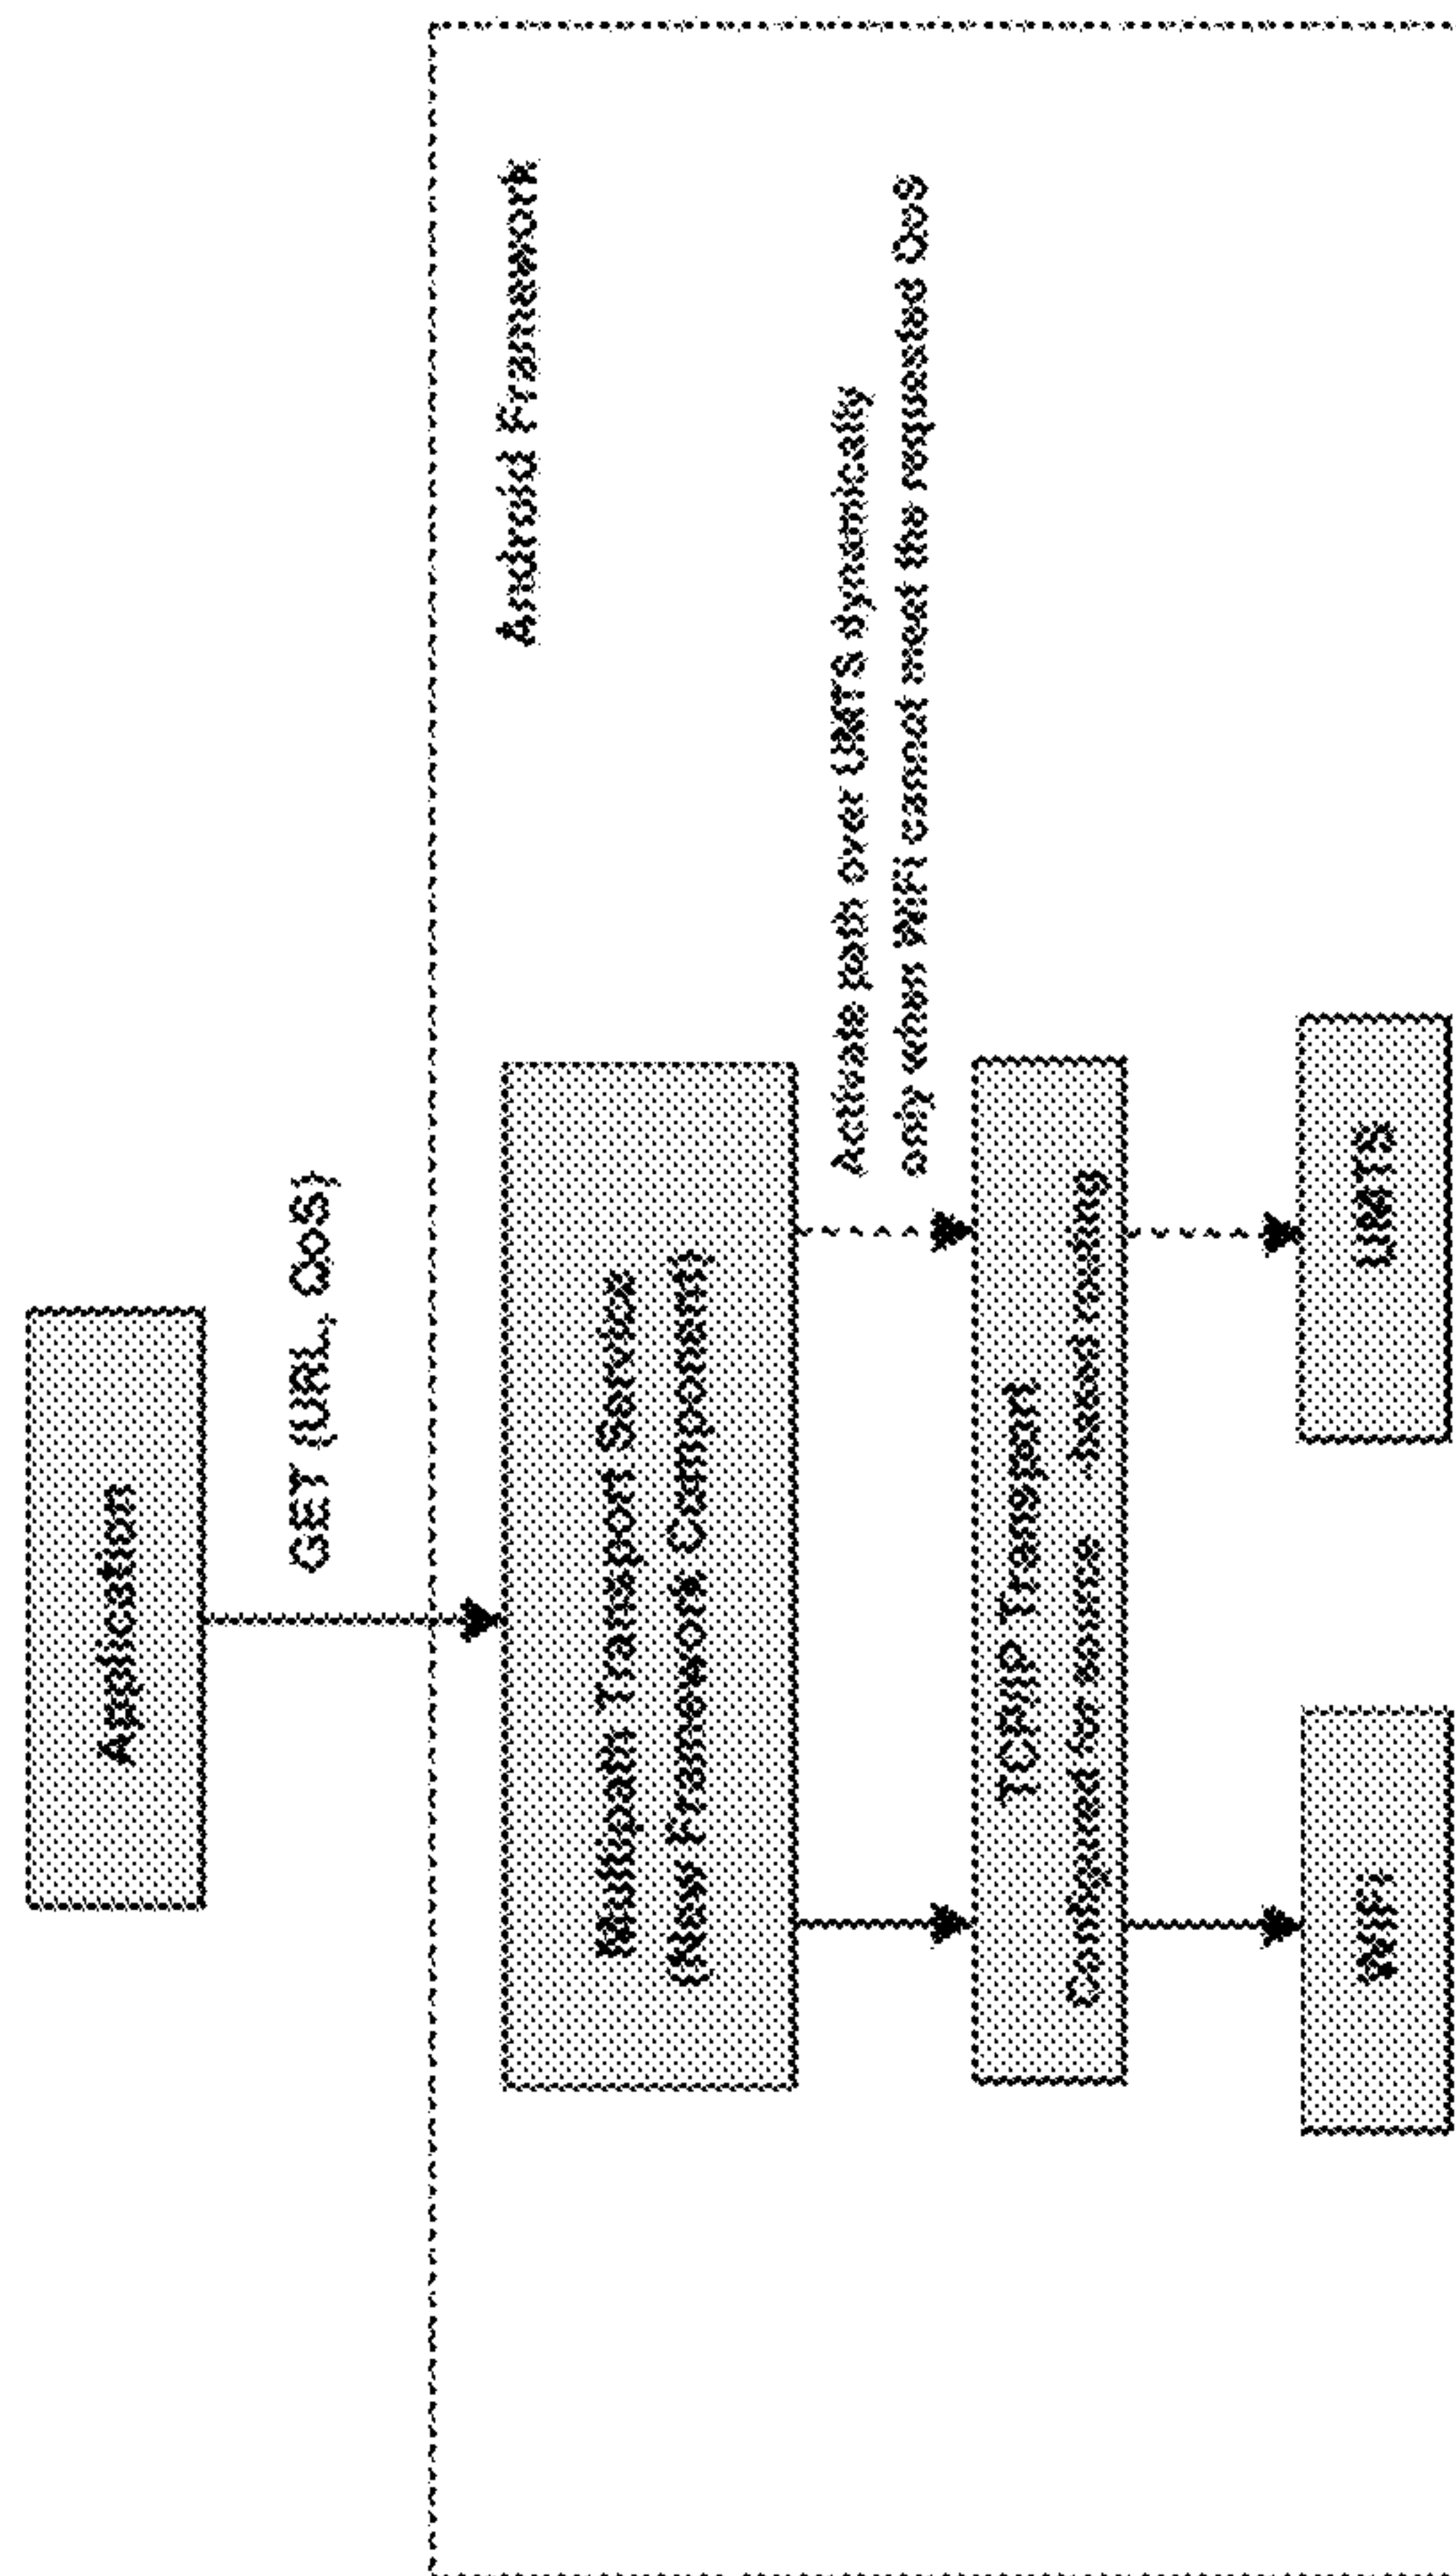 Application
GET (URL, QoS)
Android Framework
Multipath Transport Service
(New Framework Component)
Activate path over UMTS dynamically
only when WiFi cannot meet the requested QoS
TCP/IP Transport
Configured for source -based routing
WiFi
UMTS